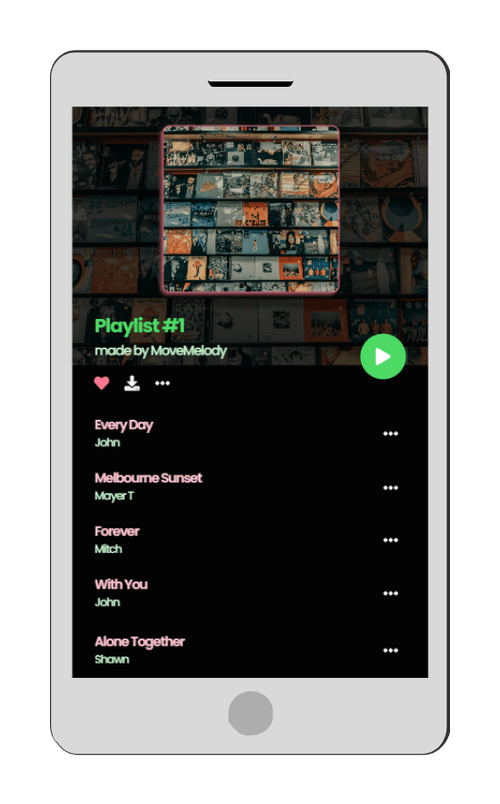 Playlist #1
made by MoveMelody
Every Day
John
Melbourne Sunset
Mayer T
Forever
Mitch
With You
John
Alone Together
Shawn